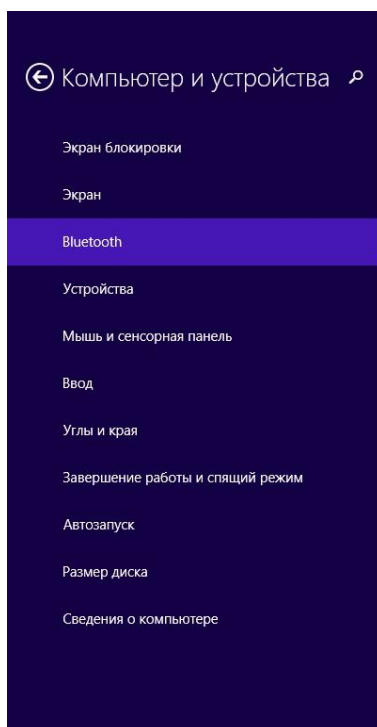 Компьютер и устройства
Экран блокировки
Экран
Bluetooth
Устройства
Мышь и сенсорная панель
Ввод
Углы и края
Завершение работы и спящий режим
Автозапуск
Размер диска
Сведения о компьютере